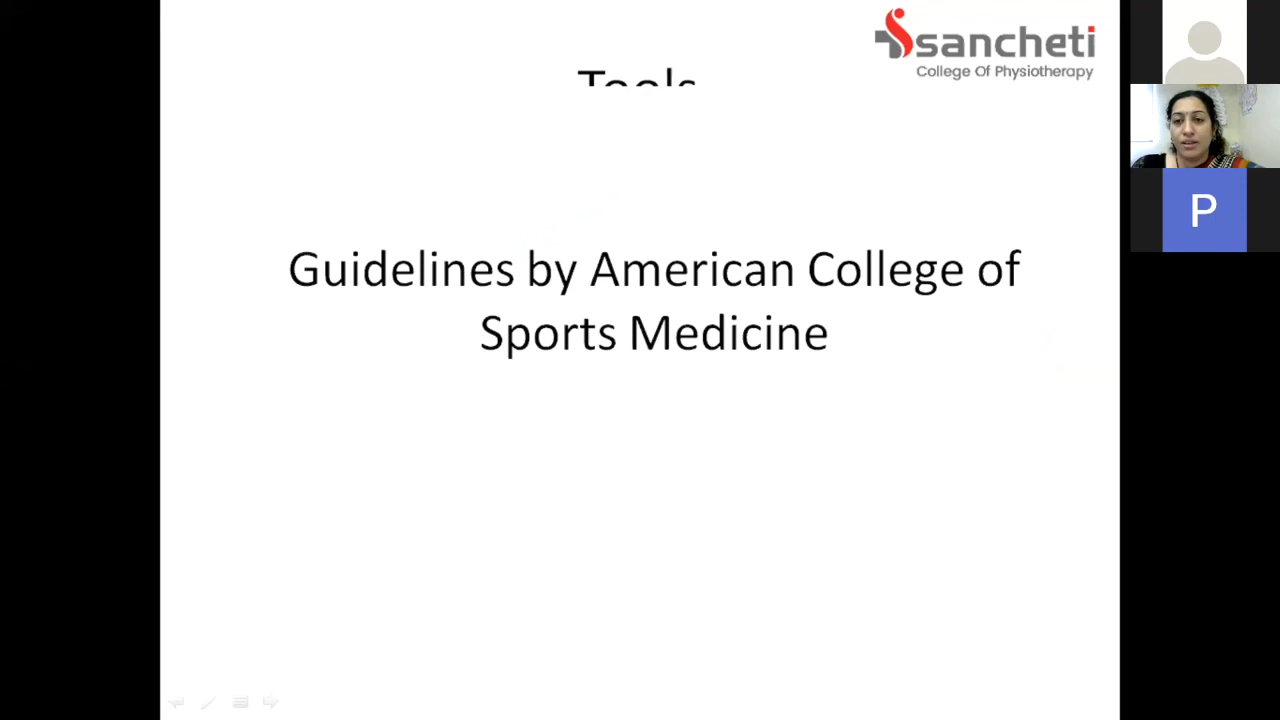 sancheti
College Of Physiotherapy
Tools
Guidelines by American College of
Sports Medicine
P